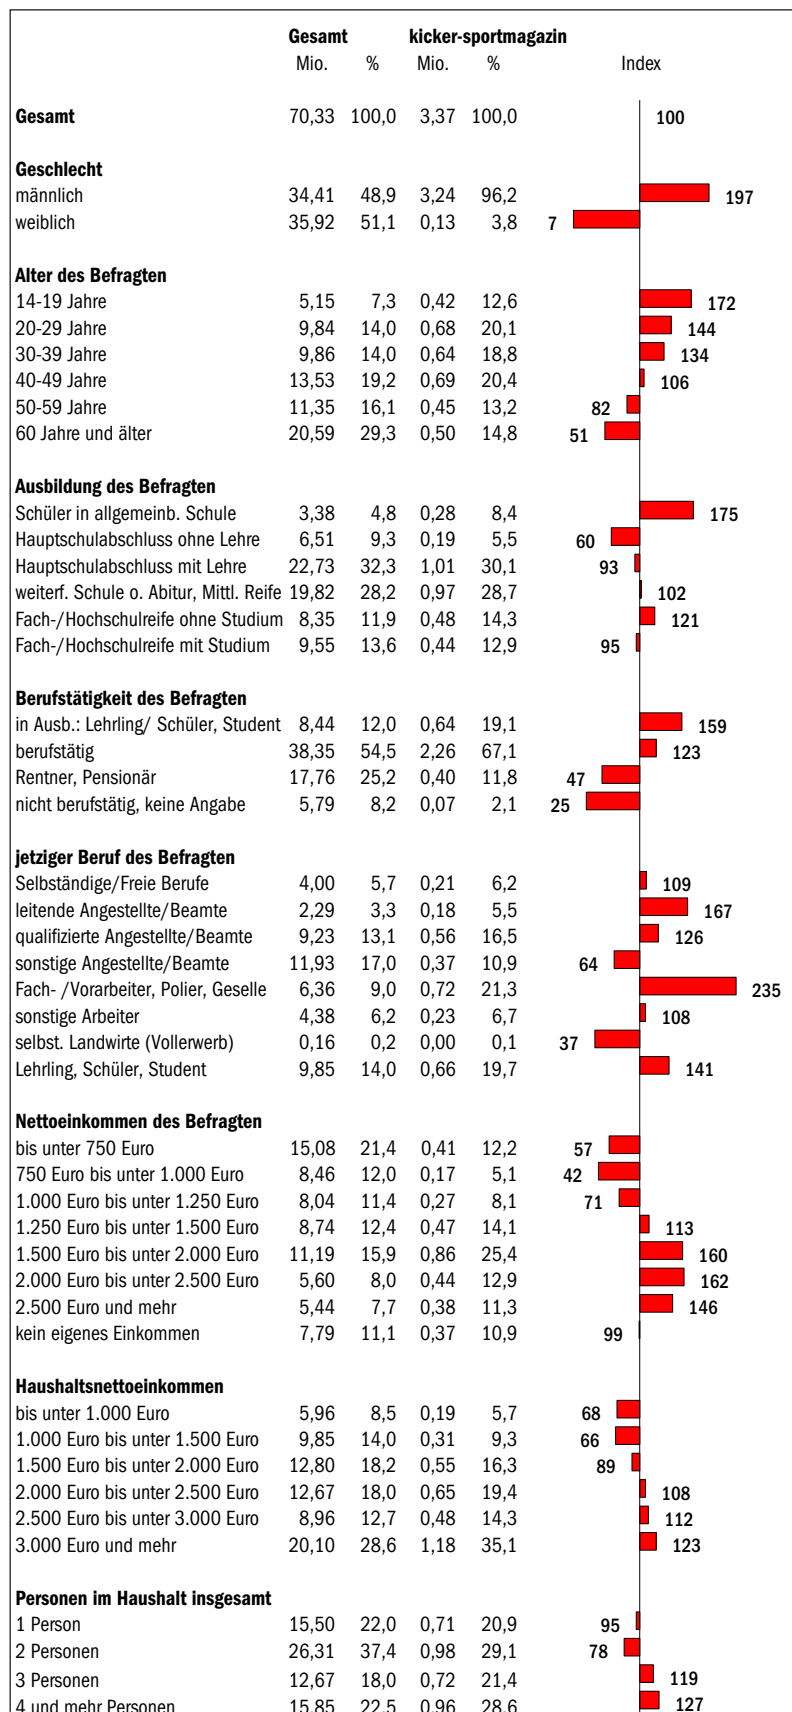 Gesamt kicker-sportmagazin
Mio. % Mio. % Index
Gesamt 70,33 100,0 3,37 100,0 100
Geschlecht
männlich 34,41 48,9 3,24 96,2 197
weiblich 35,92 51,1 0,13 3,8 7
Alter des Befragten
14-19 Jahre 5,15 7,3 0,42 12,6 172
20-29 Jahre 9,84 14,0 0,68 20,1 144
30-39 Jahre 9,86 14,0 0,64 18,8 134
40-49 Jahre 13,53 19,2 0,69 20,4 106
50-59 Jahre 11,35 16,1 0,45 13,2 82
60 Jahre und älter 20,59 29,3 0,50 14,8 51
Ausbildung des Befragten
Schüler in allgemeinb. Schule 3,38 4,8 0,28 8,4 175
Hauptschulabschluss ohne Lehre 6,51 9,3 0,19 5,5 60
Hauptschulabschluss mit Lehre 22,73 32,3 1,01 30,1 93
weiterf. Schule o. Abitur, Mittl. Reife 19,82 28,2 0,97 28,7 102
Fach-/Hochschulreife ohne Studium 8,35 11,9 0,48 14,3 121
Fach-/Hochschulreife mit Studium 9,55 13,6 0,44 12,9 95
Berufstätigkeit des Befragten
in Ausb.: Lehrling/ Schüler, Student 8,44 12,0 0,64 19,1 159
berufstätig 38,35 54,5 2,26 67,1 123
Rentner, Pensionär 17,76 25,2 0,40 11,8 47
nicht berufstätig, keine Angabe 5,79 8,2 0,07 2,1 25
jetziger Beruf des Befragten
Selbständige/Freie Berufe 4,00 5,7 0,21 6,2 109
leitende Angestellte/Beamte 2,29 3,3 0,18 5,5 167
qualifizierte Angestellte/Beamte 9,23 13,1 0,56 16,5 126
sonstige Angestellte/Beamte 11,93 17,0 0,37 10,9 64
Fach- /Vorarbeiter, Polier, Geselle 6,36 9,0 0,72 21,3 235
sonstige Arbeiter 4,38 6,2 0,23 6,7 108
selbst. Landwirte (Vollerwerb) 0,16 0,2 0,00 0,1 37
Lehrling, Schüler, Student 9,85 14,0 0,66 19,7 141
Nettoeinkommen des Befragten
bis unter 750 Euro 15,08 21,4 0,41 12,2 57
750 Euro bis unter 1.000 Euro 8,46 12,0 0,17 5,1 42
1.000 Euro bis unter 1.250 Euro 8,04 11,4 0,27 8,1 71
1.250 Euro bis unter 1.500 Euro 8,74 12,4 0,47 14,1 113
1.500 Euro bis unter 2.000 Euro 11,19 15,9 0,86 25,4 160
2.000 Euro bis unter 2.500 Euro 5,60 8,0 0,44 12,9 162
2.500 Euro und mehr 5,44 7,7 0,38 11,3 146
kein eigenes Einkommen 7,79 11,1 0,37 10,9 99
Haushaltsnettoeinkommen
bis unter 1.000 Euro 5,96 8,5 0,19 5,7 68
1.000 Euro bis unter 1.500 Euro 9,85 14,0 0,31 9,3 66
1.500 Euro bis unter 2.000 Euro 12,80 18,2 0,55 16,3 89
2.000 Euro bis unter 2.500 Euro 12,67 18,0 0,65 19,4 108
2.500 Euro bis unter 3.000 Euro 8,96 12,7 0,48 14,3 112
3.000 Euro und mehr 20,10 28,6 1,18 35,1 123
Personen im Haushalt insgesamt
1 Person 15,50 22,0 0,71 20,9 95
2 Personen 26,31 37,4 0,98 29,1 78
3 Personen 12,67 18,0 0,72 21,4 119
4 und mehr Personen 15,85 22,5 0,96 28,6 127